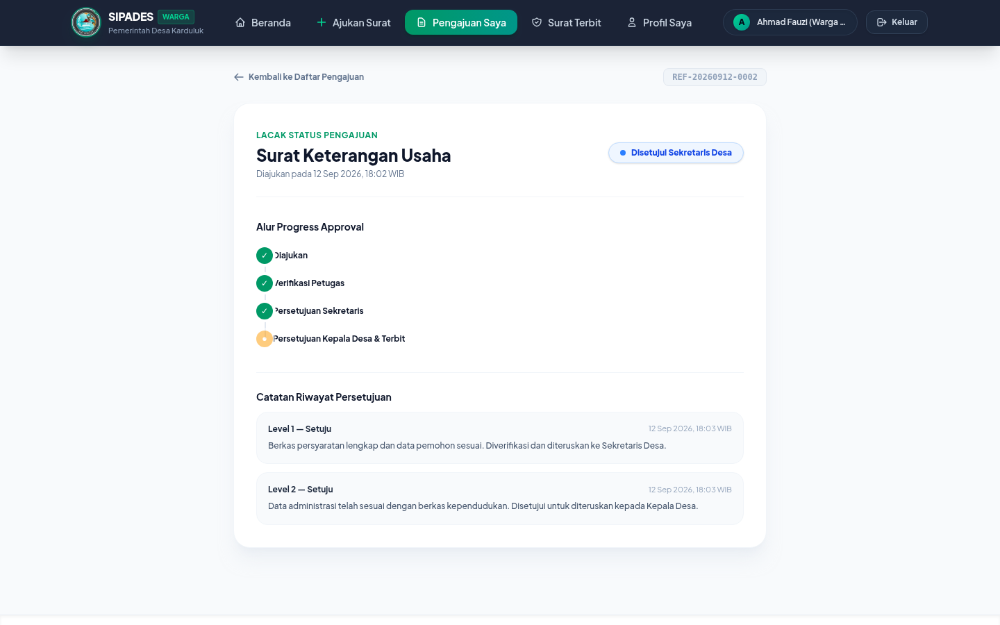 SIPADES WARGA
Pemerintah Desa Karduluk
Beranda
Ajukan Surat
Pengajuan Saya
Surat Terbit
Profil Saya
A
Ahmad Fauzi (Warga ...
Keluar
Kembali ke Daftar Pengajuan
REF-20260912-0002
LACAK STATUS PENGAJUAN
Surat Keterangan Usaha
Diajukan pada 12 Sep 2026, 18:02 WIB
Disetujui Sekretaris Desa
Alur Progress Approval
✓ Diajukan
✓ Verifikasi Petugas
✓ Persetujuan Sekretaris
Persetujuan Kepala Desa & Terbit
Catatan Riwayat Persetujuan
Level 1 — Setuju
12 Sep 2026, 18:03 WIB
Berkas persyaratan lengkap dan data pemohon sesuai. Diverifikasi dan diteruskan ke Sekretaris Desa.
Level 2 — Setuju
12 Sep 2026, 18:03 WIB
Data administrasi telah sesuai dengan berkas kependudukan. Disetujui untuk diteruskan kepada Kepala Desa.